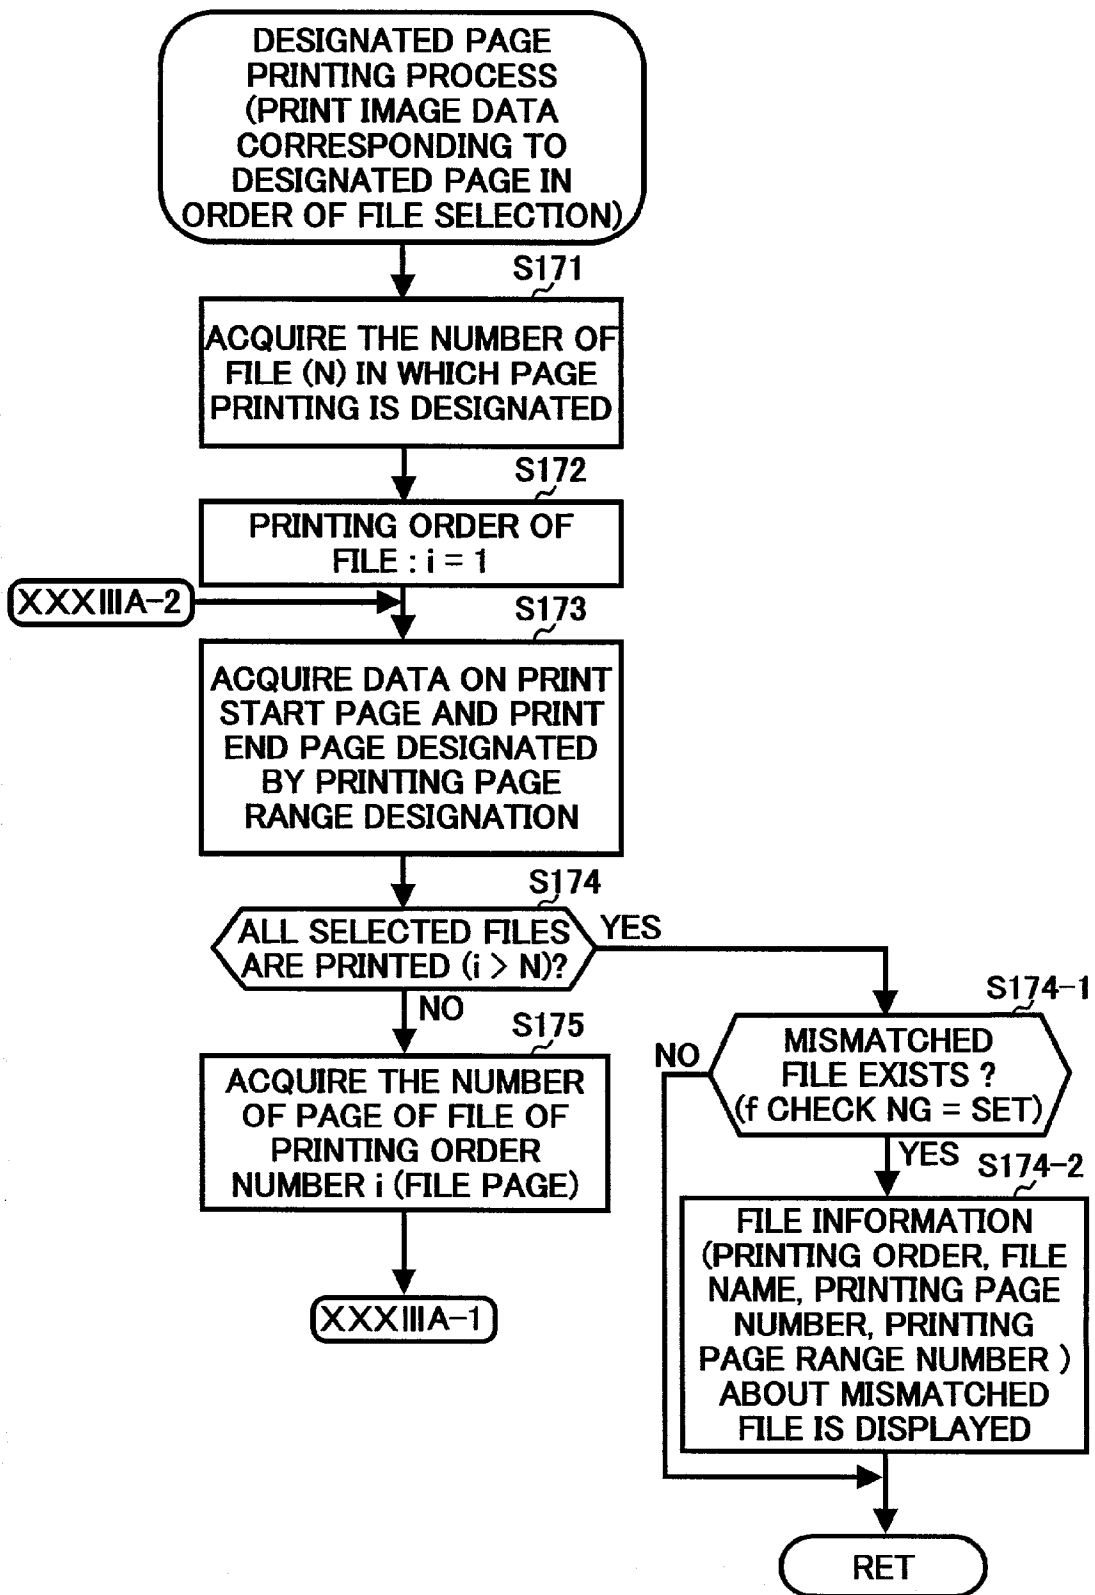 DESIGNATED PAGE
PRINTING PROCESS
(PRINT IMAGE DATA
CORRESPONDING TO
DESIGNATED PAGE IN
ORDER OF FILE SELECTION)
S171
ACQUIRE THE NUMBER OF
FILE (N) IN WHICH PAGE
PRINTING IS DESIGNATED
S172
PRINTING ORDER OF
FILE : i = 1
XXXIIIA-2
S173
ACQUIRE DATA ON PRINT
START PAGE AND PRINT
END PAGE DESIGNATED
BY PRINTING PAGE
RANGE DESIGNATION
S174
ALL SELECTED FILES
ARE PRINTED (i > N)?
YES
NO
S175
ACQUIRE THE NUMBER
OF PAGE OF FILE OF
PRINTING ORDER
NUMBER i (FILE PAGE)
XXXIIIA-1
S174-1
MISMATCHED
FILE EXISTS ?
(f CHECK NG = SET)
NO
YES
S174-2
FILE INFORMATION
(PRINTING ORDER, FILE
NAME, PRINTING PAGE
NUMBER, PRINTING
PAGE RANGE NUMBER )
ABOUT MISMATCHED
FILE IS DISPLAYED
RET